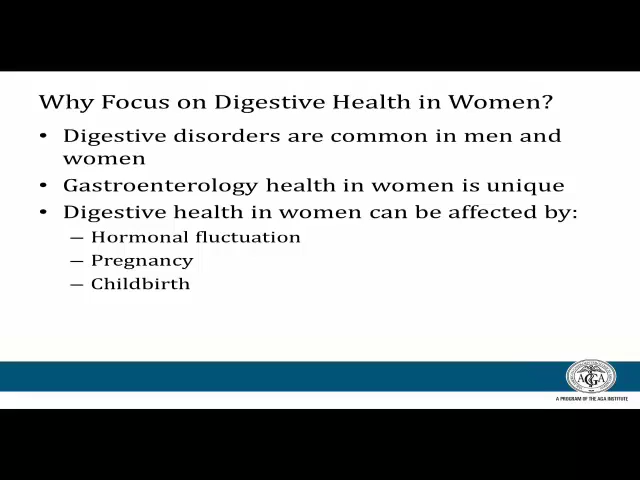 Why Focus on Digestive Health in Women?
• Digestive disorders are common in men and
women
• Gastroenterology health in women is unique
• Digestive health in women can be affected by:
– Hormonal fluctuation
– Pregnancy
– Childbirth
AGA
A PROGRAM OF THE AGA INSTITUTE